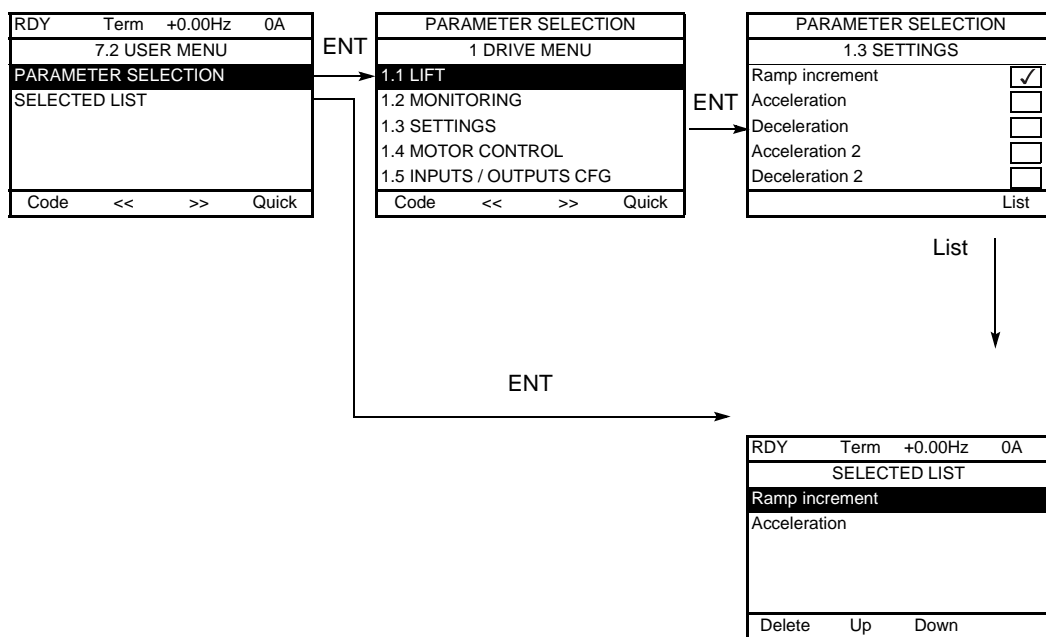 RDY Term +0.00Hz 0A
7.2 USER MENU
PARAMETER SELECTION
SELECTED LIST
Code << >> Quick
ENT
PARAMETER SELECTION
1 DRIVE MENU
1.1 LIFT
1.2 MONITORING
1.3 SETTINGS
1.4 MOTOR CONTROL
1.5 INPUTS / OUTPUTS CFG
Code << >> Quick
ENT
PARAMETER SELECTION
1.3 SETTINGS
Ramp increment ✓
Acceleration
Deceleration
Acceleration 2
Deceleration 2
List
List
ENT
RDY Term +0.00Hz 0A
SELECTED LIST
Ramp increment
Acceleration
Delete Up Down